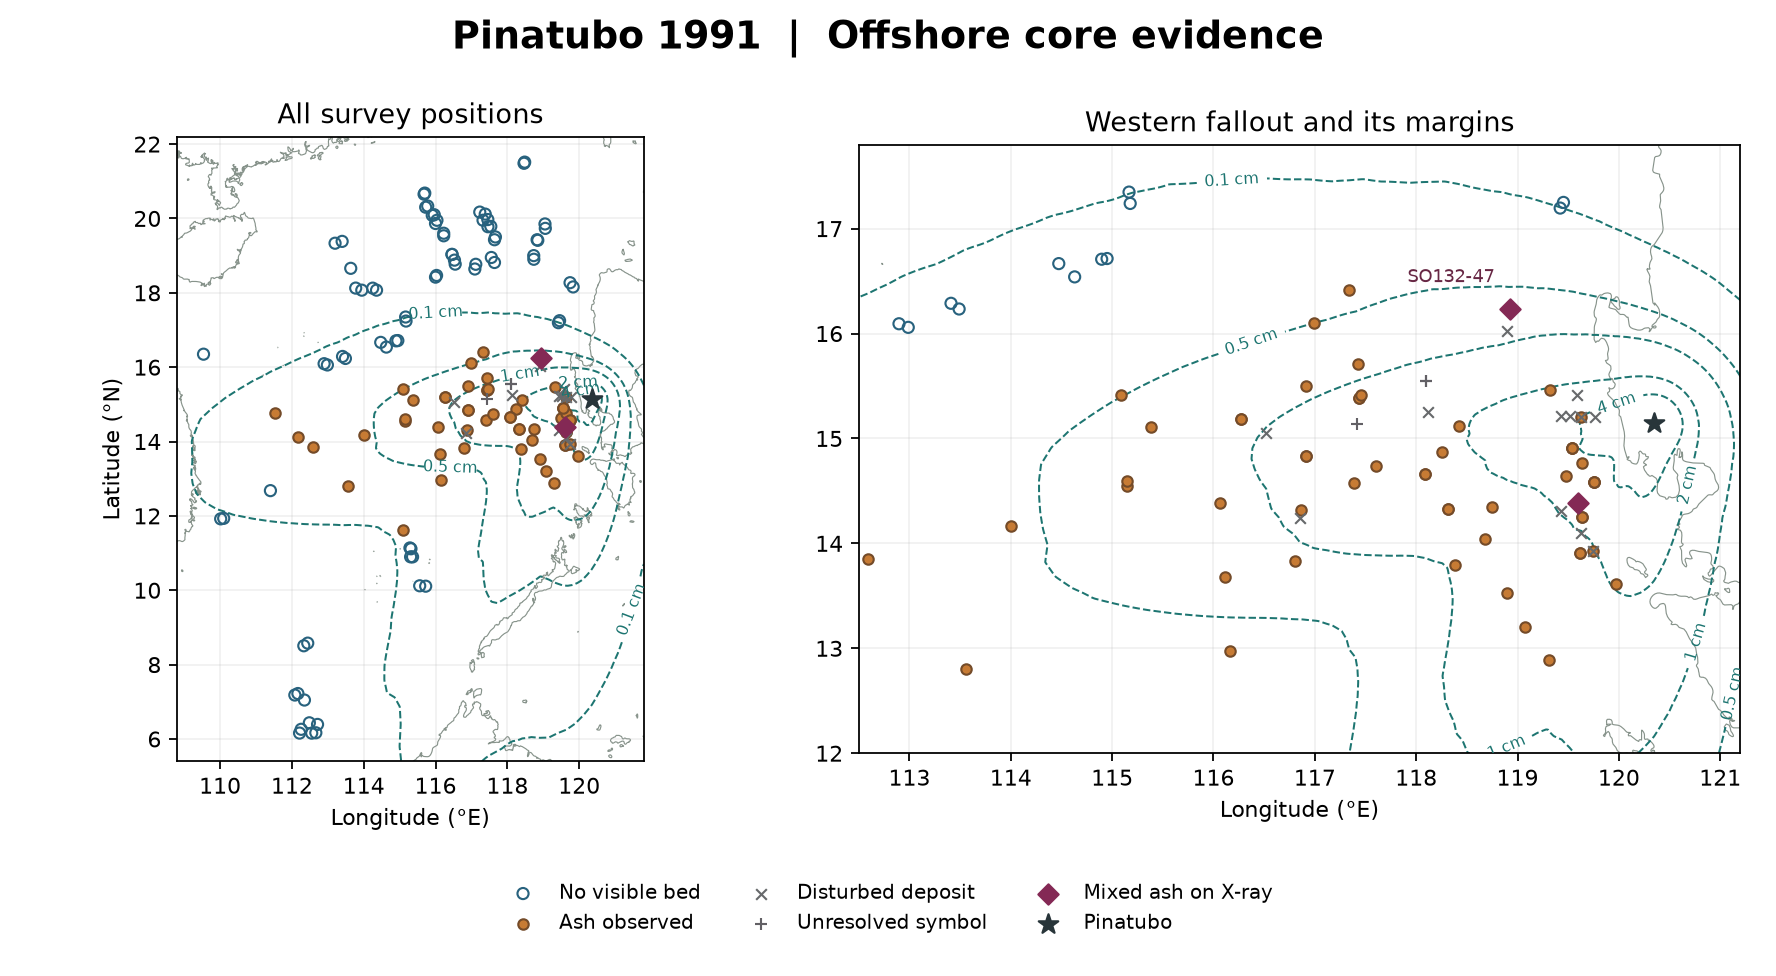 Pinatubo 1991 | Offshore core evidence
All survey positions
22
20
18
16
14
12
10
8
6
110 112 114 116 118 120
Latitude (°N)
Longitude (°E)
0.1 cm
1 cm
2 cm
0.5 cm
0.1 cm
Western fallout and its margins
17
16
15
14
13
12
113 114 115 116 117 118 119 120 121
Longitude (°E)
0.1 cm
SO132-47
0.5 cm
4 cm
2 cm
1 cm
0.5 cm
1 cm
No visible bed
Ash observed
Disturbed deposit
Unresolved symbol
Mixed ash on X-ray
Pinatubo